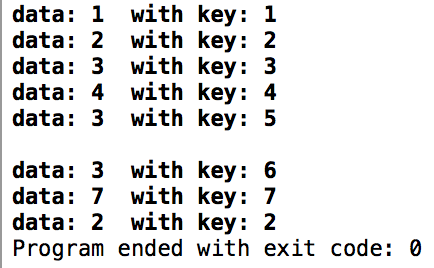 data: 1  with key: 1
data: 2  with key: 2
data: 3  with key: 3
data: 4  with key: 4
data: 3  with key: 5

data: 3  with key: 6
data: 7  with key: 7
data: 2  with key: 2
Program ended with exit code: 0